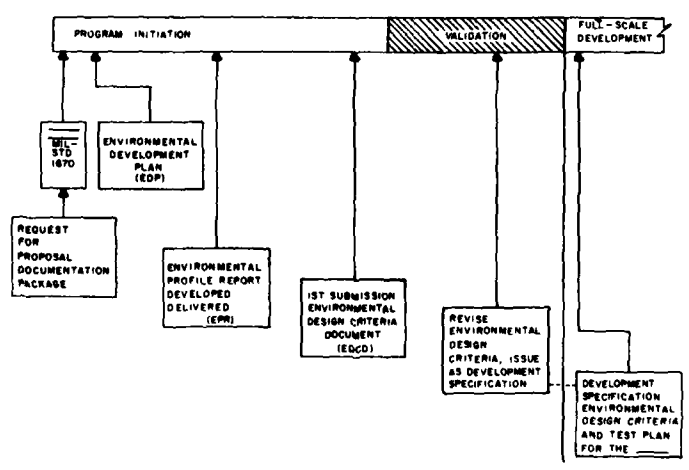 PROGRAM INITIATION
VALIDATION
FULL-SCALE
DEVELOPMENT
MIL-
STD
1670
ENVIRONMENTAL
DEVELOPMENT
PLAN
(EDP)
REQUEST
FOR
PROPOSAL
DOCUMENTATION
PACKAGE
ENVIRONMENTAL
PROFILE REPORT
DEVELOPED
DELIVERED
(EPR)
1ST SUBMISSION
ENVIRONMENTAL
DESIGN CRITERIA
DOCUMENT
(EDCD)
REVISE
ENVIRONMENTAL
DESIGN
CRITERIA, ISSUE
AS DEVELOPMENT
SPECIFICATION
DEVELOPMENT
SPECIFICATION
ENVIRONMENTAL
DESIGN CRITERIA
AND TEST PLAN
FOR THE ____